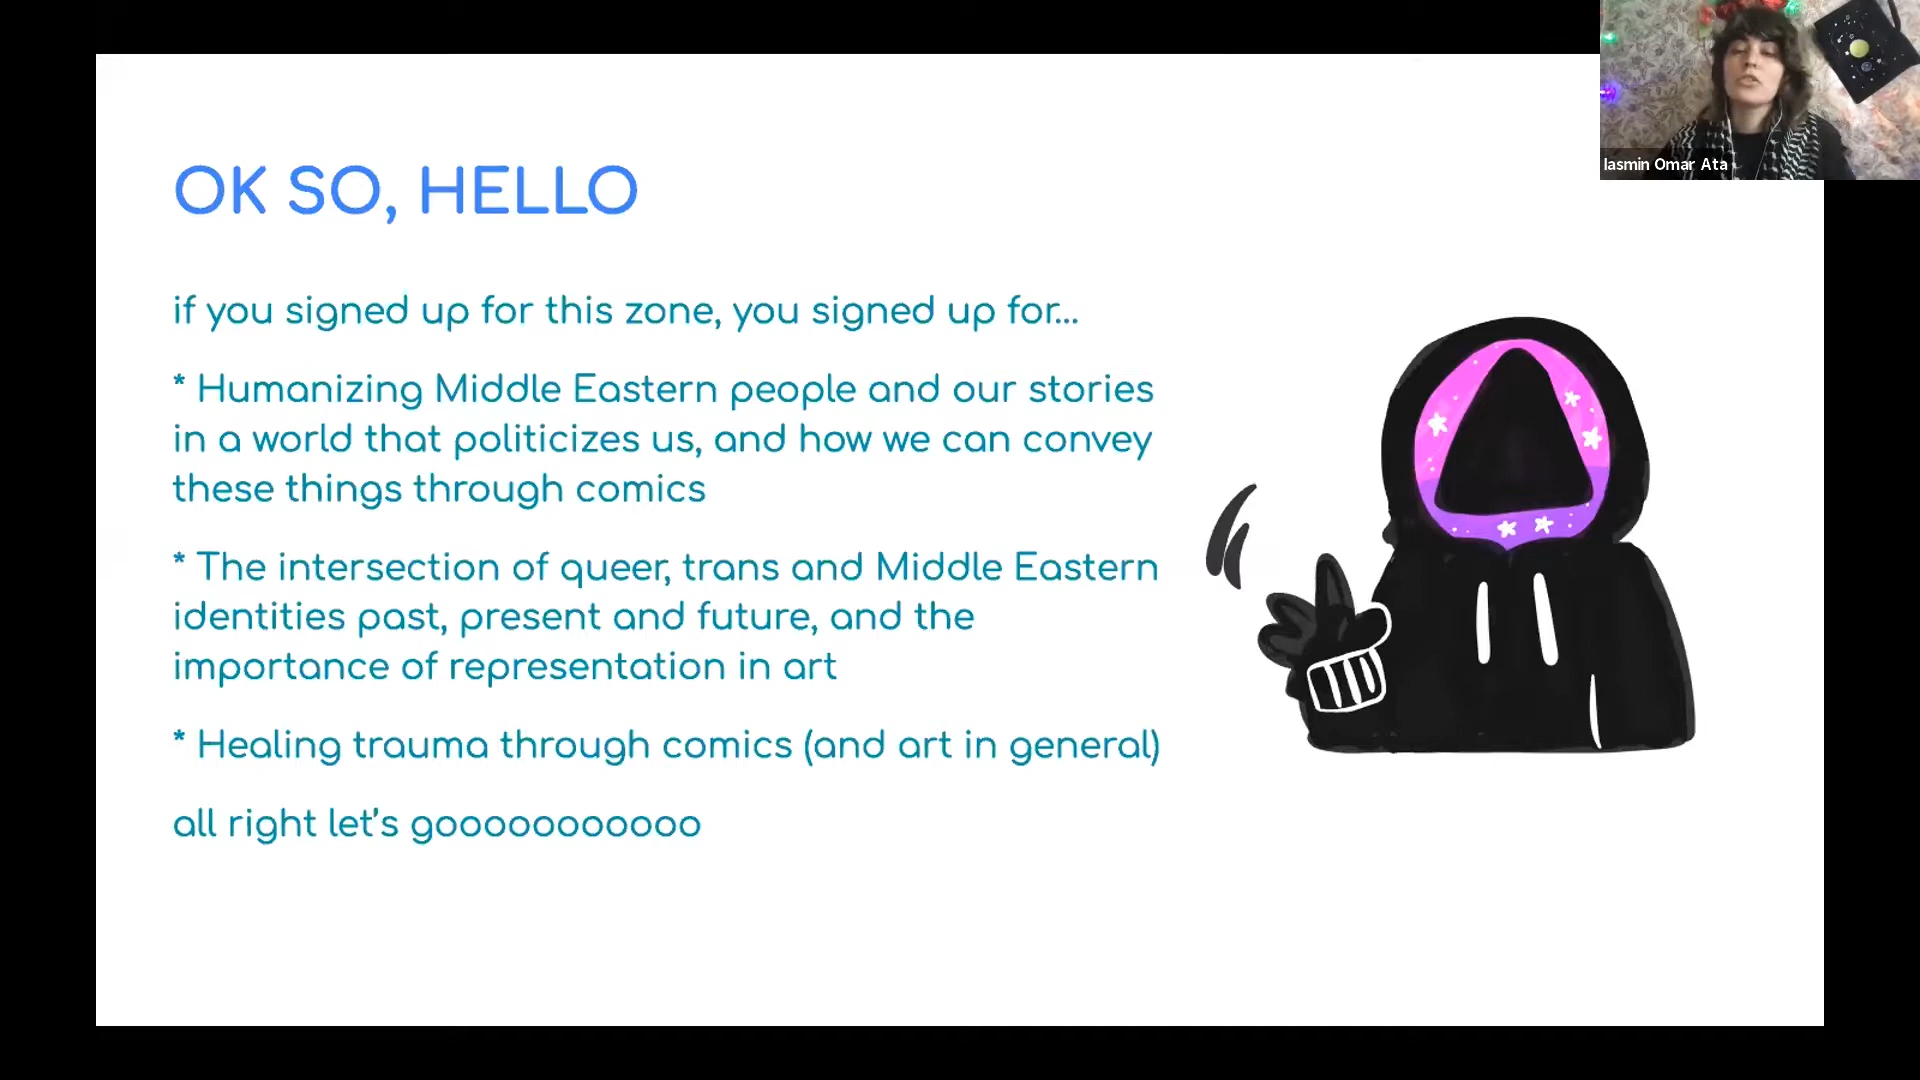 OK SO, HELLO
if you signed up for this zone, you signed up for...
* Humanizing Middle Eastern people and our stories
in a world that politicizes us, and how we can convey
these things through comics
* The intersection of queer, trans and Middle Eastern
identities past, present and future, and the
importance of representation in art
* Healing trauma through comics (and art in general)
all right let's gooooooooooo
Iasmin Omar Ata